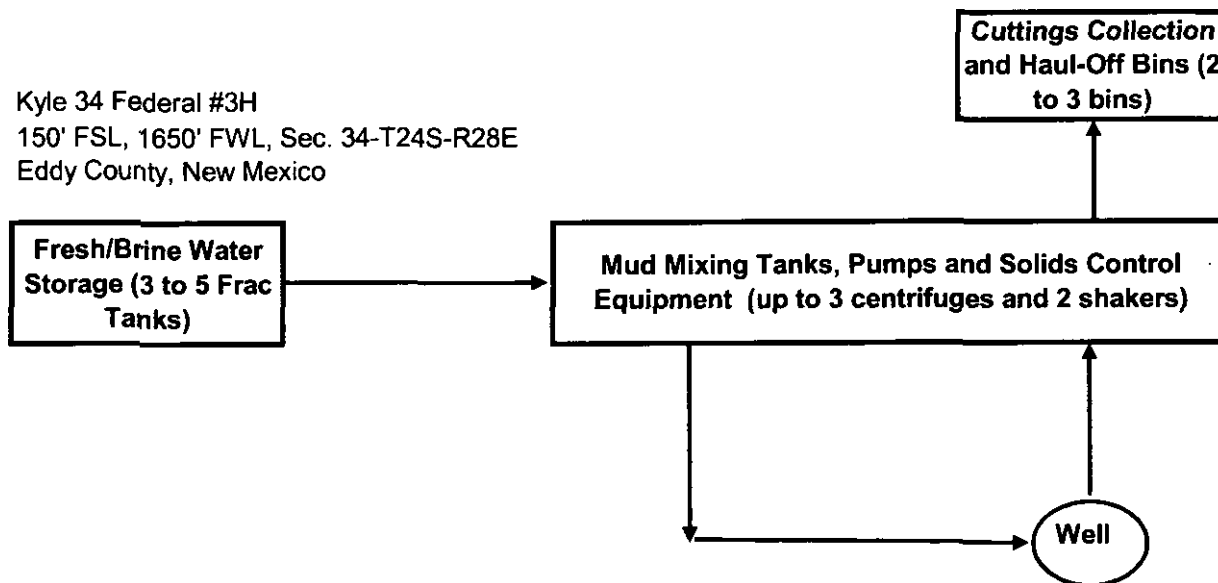 Cuttings Collection
and Haul-Off Bins (2
to 3 bins)
Kyle 34 Federal #3H
150' FSL, 1650' FWL, Sec. 34-T24S-R28E
Eddy County, New Mexico
Fresh/Brine Water
Storage (3 to 5 Frac
Tanks)
Mud Mixing Tanks, Pumps and Solids Control
Equipment (up to 3 centrifuges and 2 shakers)
Well